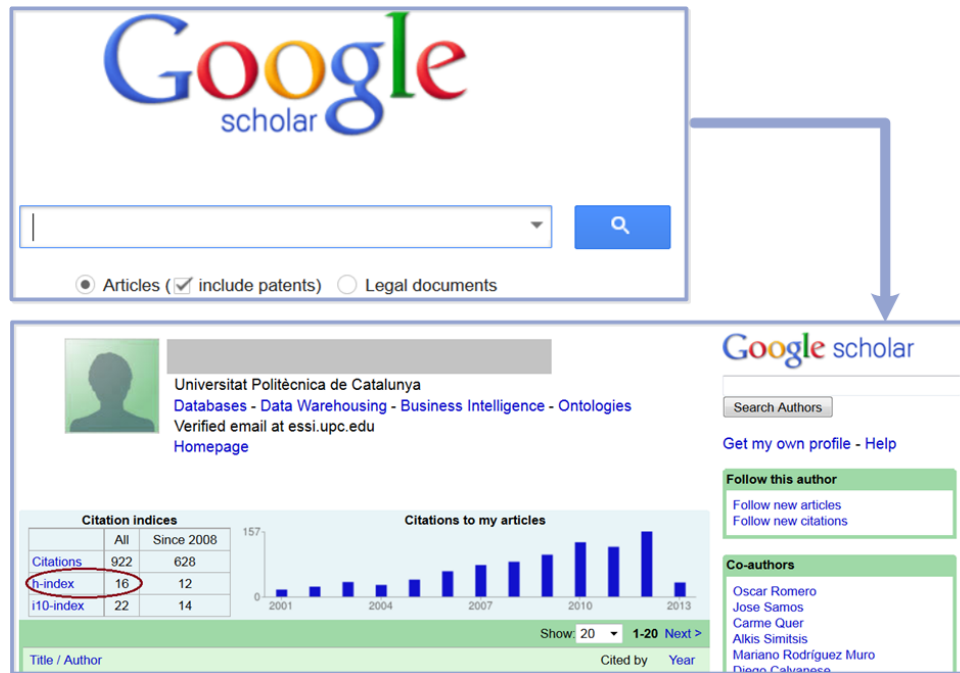 Google
scholar
Articles ( include patents) Legal documents
Google scholar
Universitat Politècnica de Catalunya
Databases - Data Warehousing - Business Intelligence - Ontologies
Verified email at essi.upc.edu
Homepage
Search Authors
Get my own profile - Help
Follow this author
Follow new articles
Follow new citations
Citation indices
All Since 2008
Citations 922 628
h-index 16 12
i10-index 22 14
Citations to my articles
157
0
2001 2004 2007 2010 2013
Co-authors
Oscar Romero
Jose Samos
Carme Quer
Alkis Simitsis
Mariano Rodríguez Muro
Diego Calvanese
Show: 20 1-20 Next >
Title / Author Cited by Year